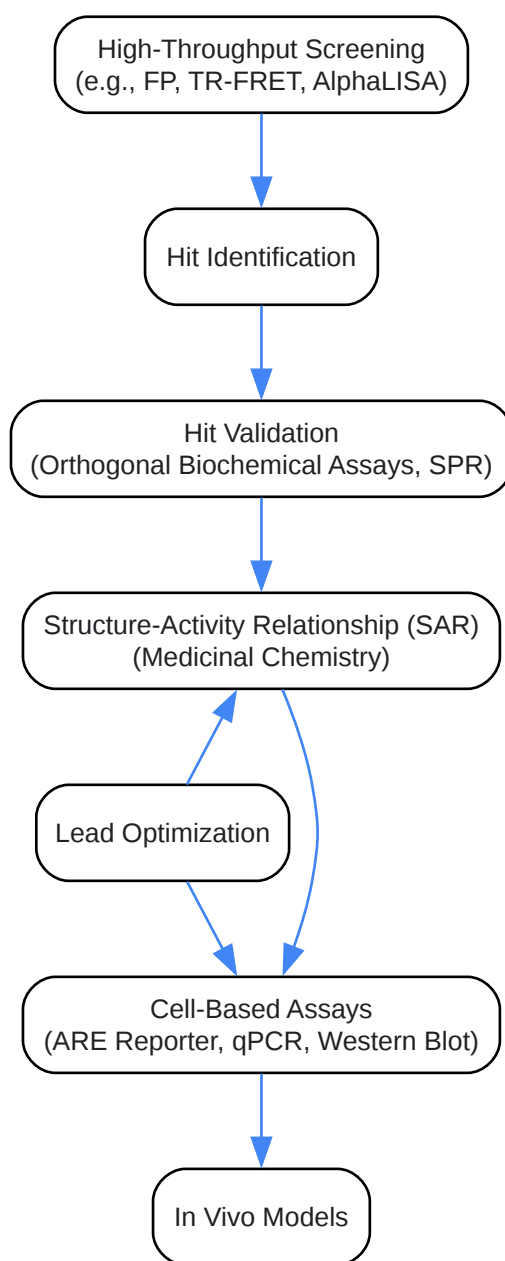 High-Throughput Screening
(e.g., FP, TR-FRET, AlphaLISA)
Hit Identification
Hit Validation
(Orthogonal Biochemical Assays, SPR)
Structure-Activity Relationship (SAR)
(Medicinal Chemistry)
Lead Optimization
Cell-Based Assays
(ARE Reporter, qPCR, Western Blot)
In Vivo Models